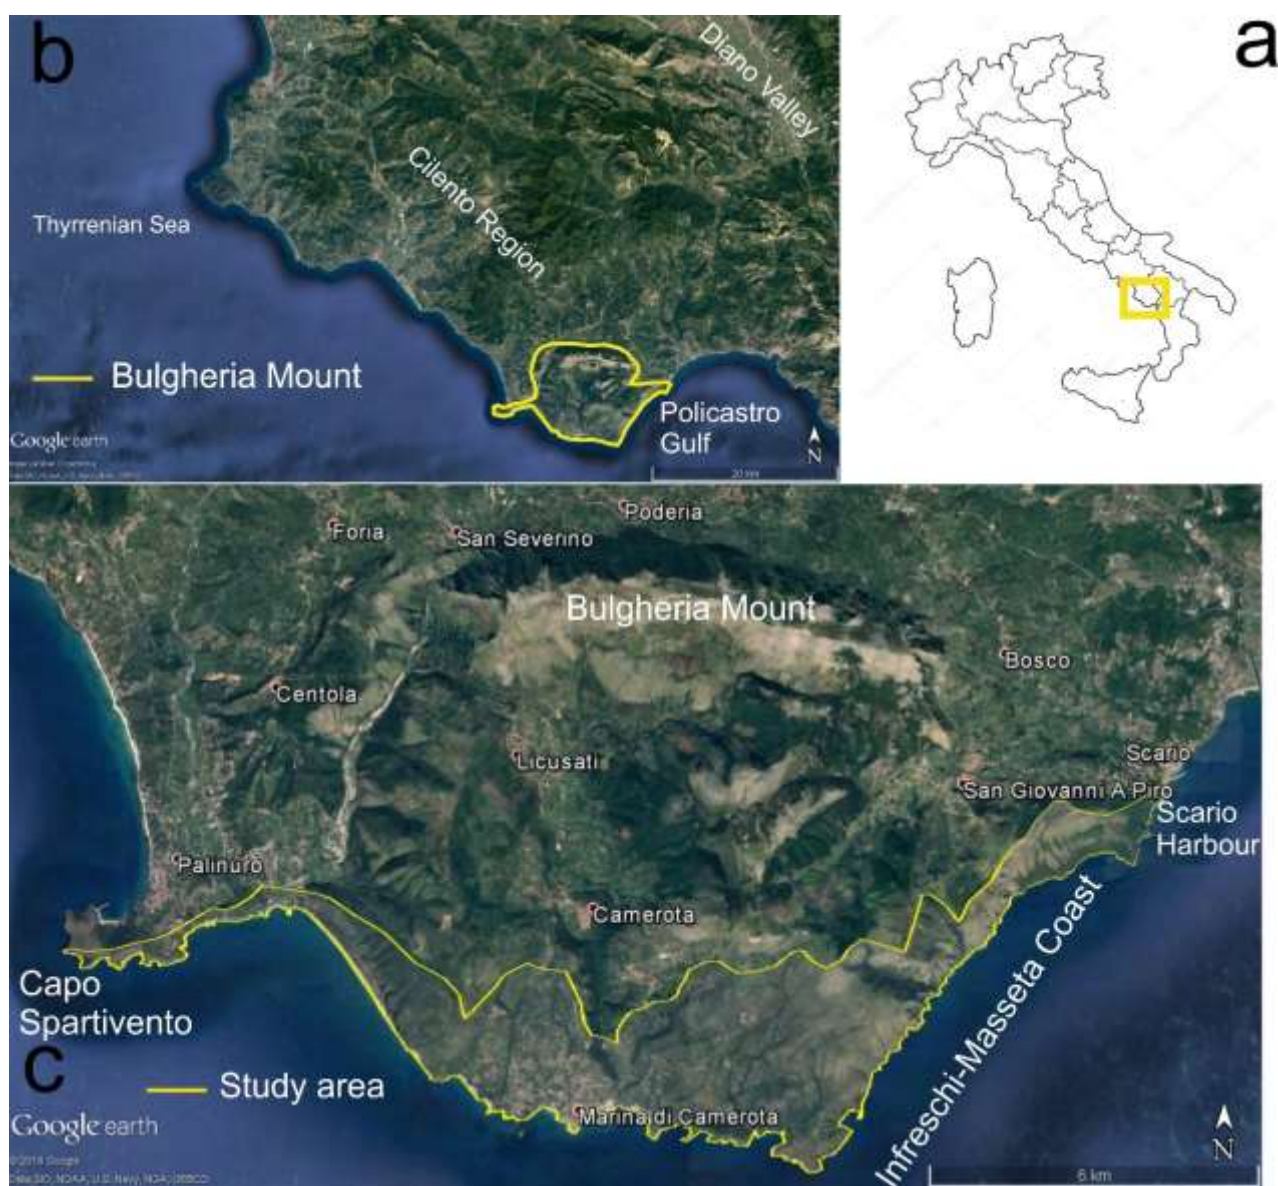 b
a
Diano Valley
Cilento Region
Thyrrenian Sea
Bulgheria Mount
Policastro
Gulf
Google earth
N
20 km
Poderia
Foria
San Severino
Bulgheria Mount
Bosco
Centola
Licusati
Scario
San Giovanni A Piro
Scario
Harbour
Palinuro
Camerota
Capo
Spartivento
Infreschi-Masseta Coast
c
Study area
Marina di Camerota
Google earth
N
6 km